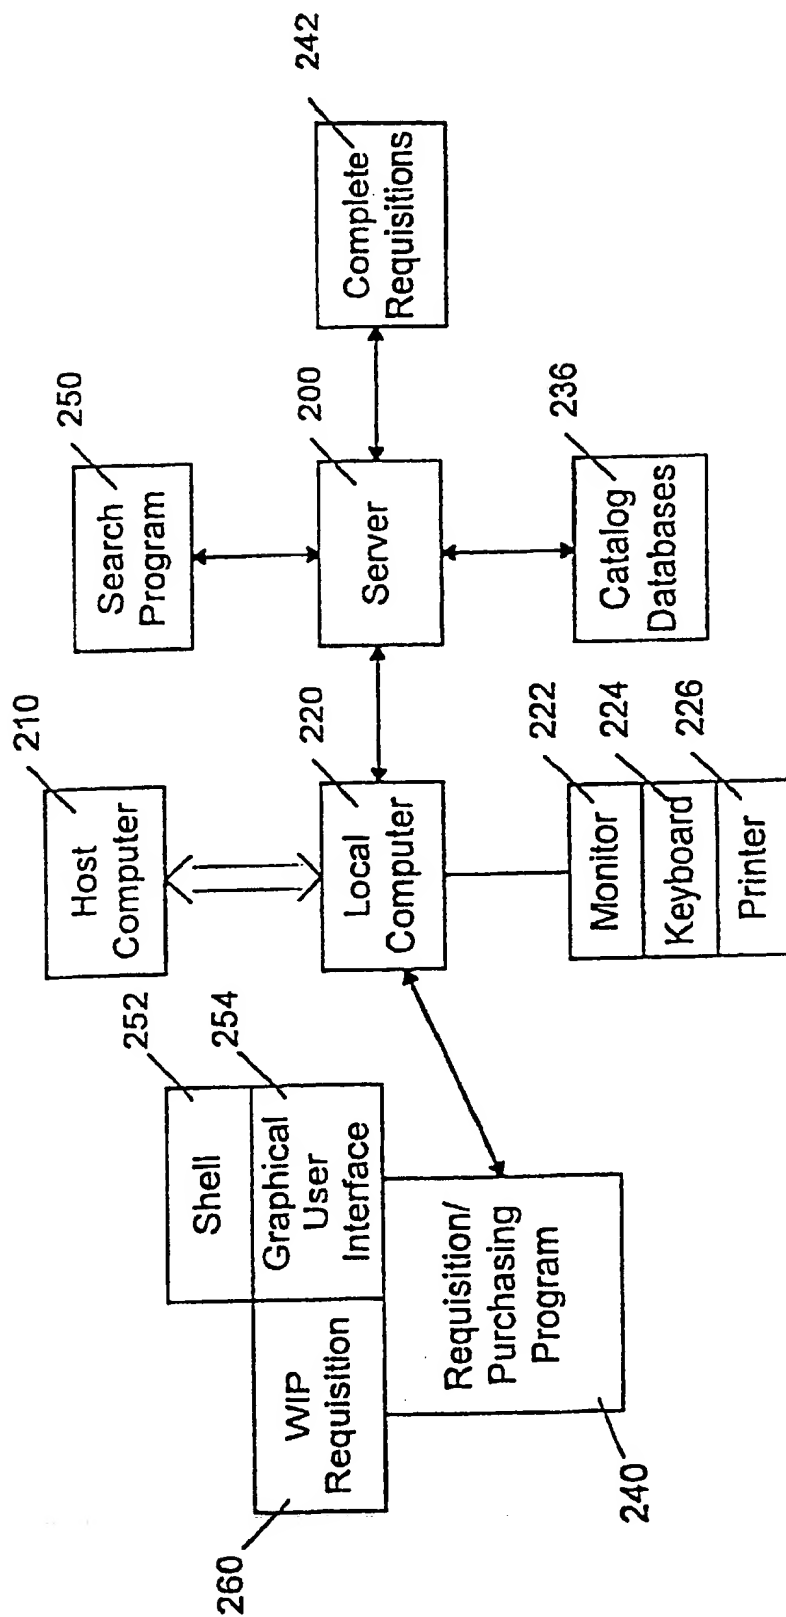 260
WIP
Requisition
252
Shell
254
Graphical
User
Interface
Requisition/
Purchasing
Program
240
210
Host
Computer
220
Local
Computer
222
Monitor
224
Keyboard
226
Printer
250
Search
Program
200
Server
236
Catalog
Databases
242
Complete
Requisitions